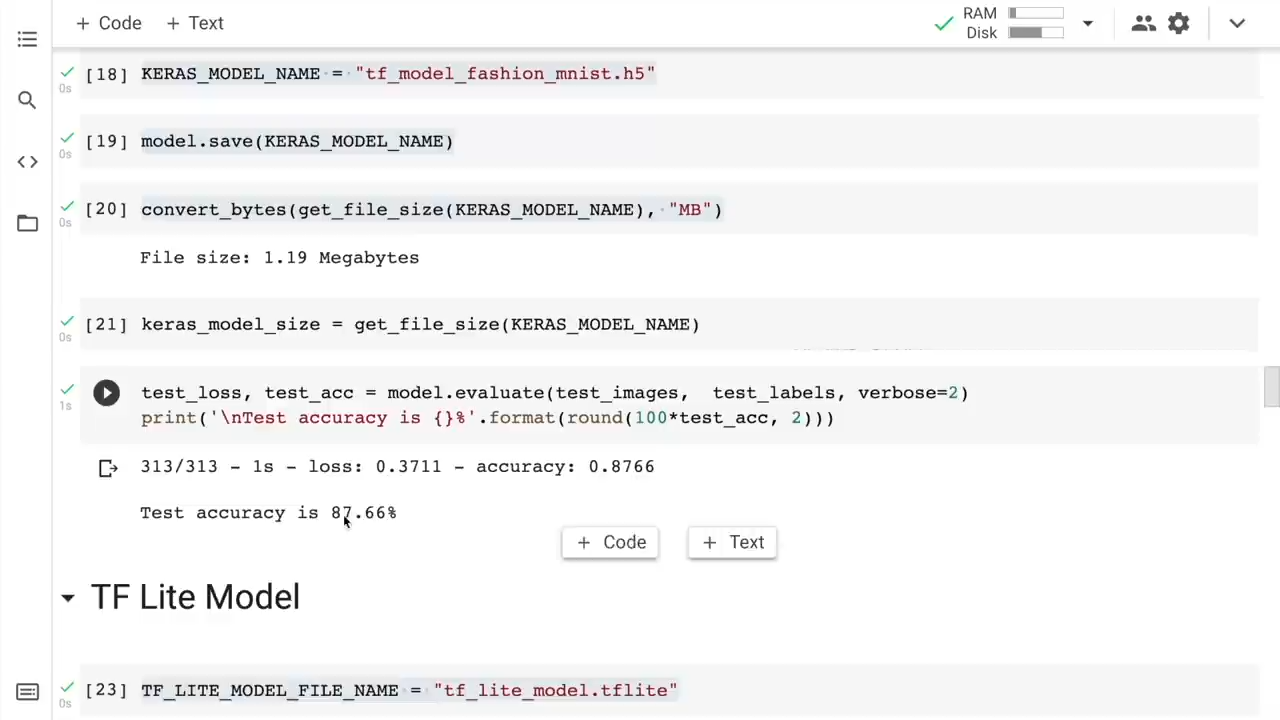 + Code + Text
RAM
Disk
0s
[18] KERAS_MODEL_NAME = "tf_model_fashion_mnist.h5"
0s
[19] model.save(KERAS_MODEL_NAME)
0s
[20] convert_bytes(get_file_size(KERAS_MODEL_NAME), "MB")
File size: 1.19 Megabytes
0s
[21] keras_model_size = get_file_size(KERAS_MODEL_NAME)
1s
test_loss, test_acc = model.evaluate(test_images,  test_labels, verbose=2)
print('\nTest accuracy is {}%'.format(round(100*test_acc, 2)))
313/313 - 1s - loss: 0.3711 - accuracy: 0.8766
Test accuracy is 87.66%
+ Code + Text
TF Lite Model
0s
[23] TF_LITE_MODEL_FILE_NAME = "tf_lite_model.tflite"